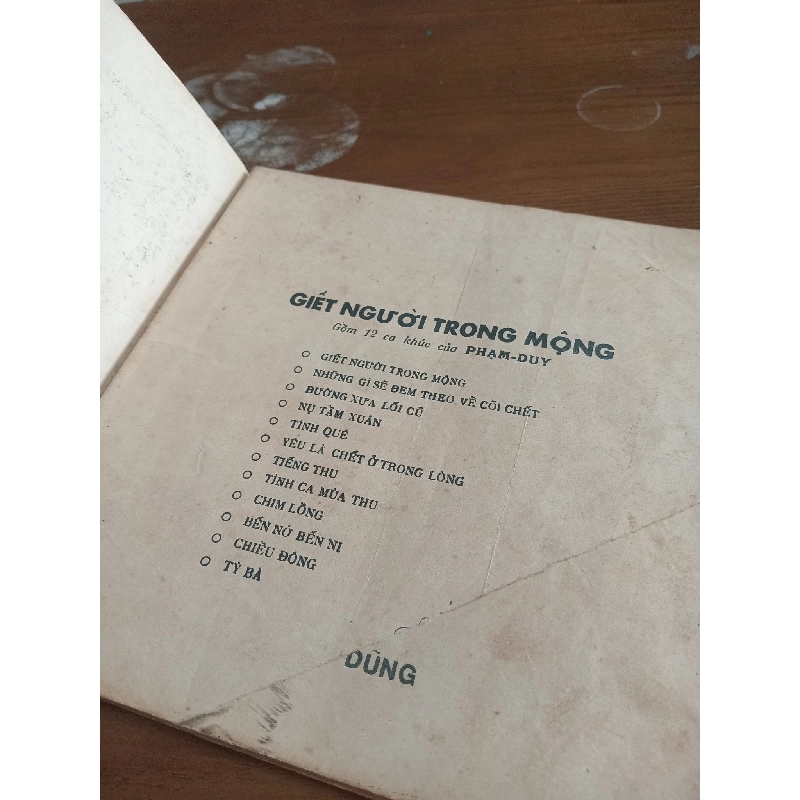 GIẾT NGƯỜI TRONG MỘNG
Gồm 12 ca khúc của PHẠM-DUY
GIẾT NGƯỜI TRONG MỘNG
NHỮNG GÌ SẼ ĐEM THEO VỀ CÕI CHẾT
ĐƯỜNG XƯA LỐI CŨ
NỤ TẦM XUÂN
TÌNH QUÊ
YÊU LÀ CHẾT Ở TRONG LÒNG
TIẾNG THU
TÌNH CA MÙA THU
CHIM LỒNG
BẾN NỚ BẾN NI
CHIỀU ĐÔNG
TỲ BÀ
DŨNG